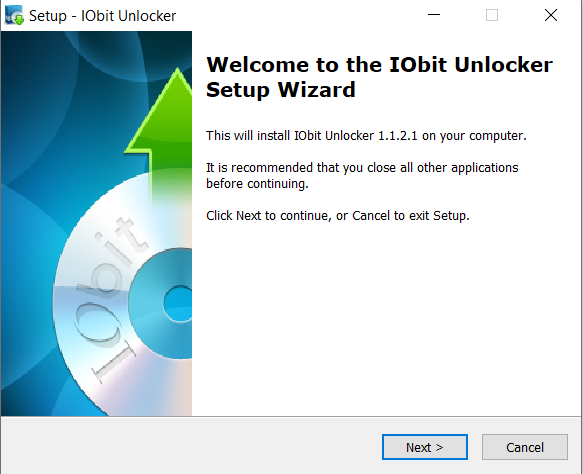 Setup - IObit Unlocker
Welcome to the IObit Unlocker
Setup Wizard
This will install IObit Unlocker 1.1.2.1 on your computer.
It is recommended that you close all other applications
before continuing.
Click Next to continue, or Cancel to exit Setup.
IObit
Next >
Cancel